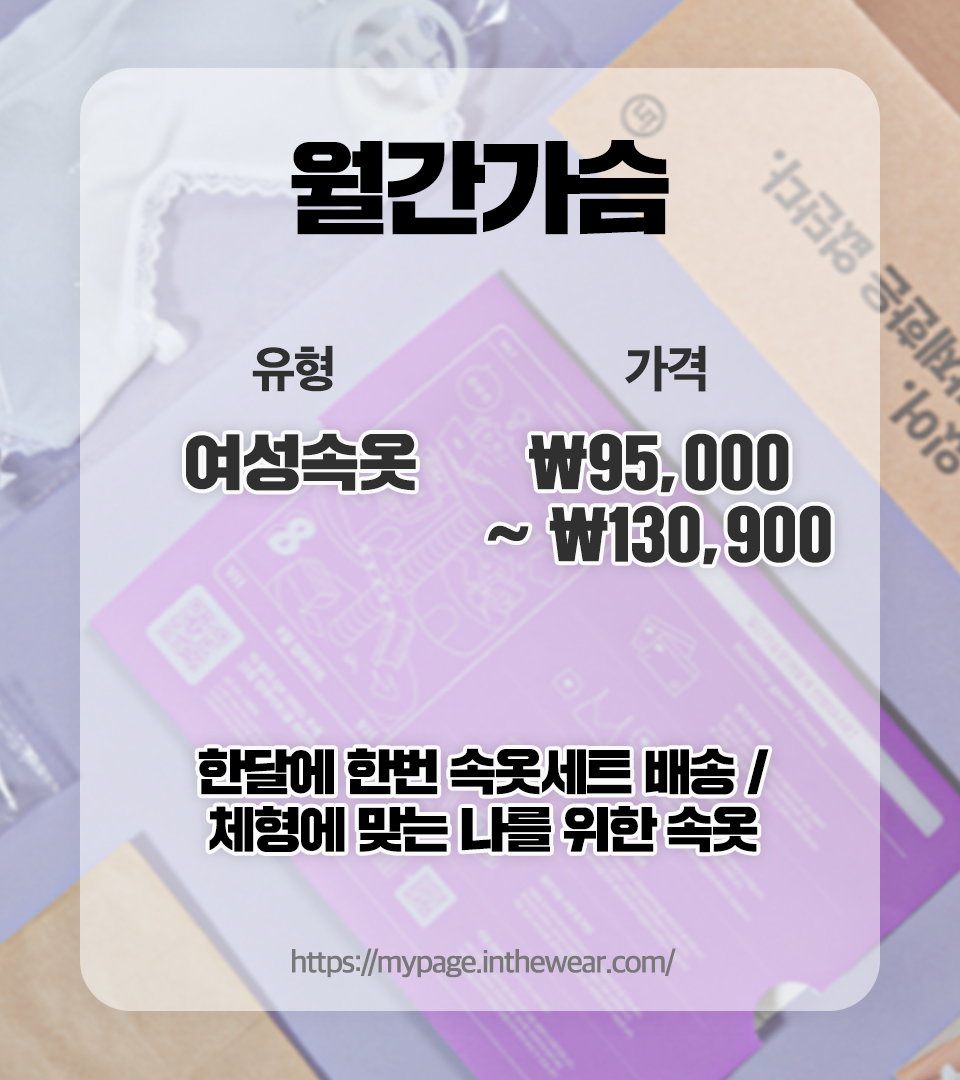 월간가슴
유형
가격
여성속옷
₩95,000
~ ₩130,900
한달에 한번 속옷세트 배송 /
체형에 맞는 나를 위한 속옷
https://mypage.inthewear.com/